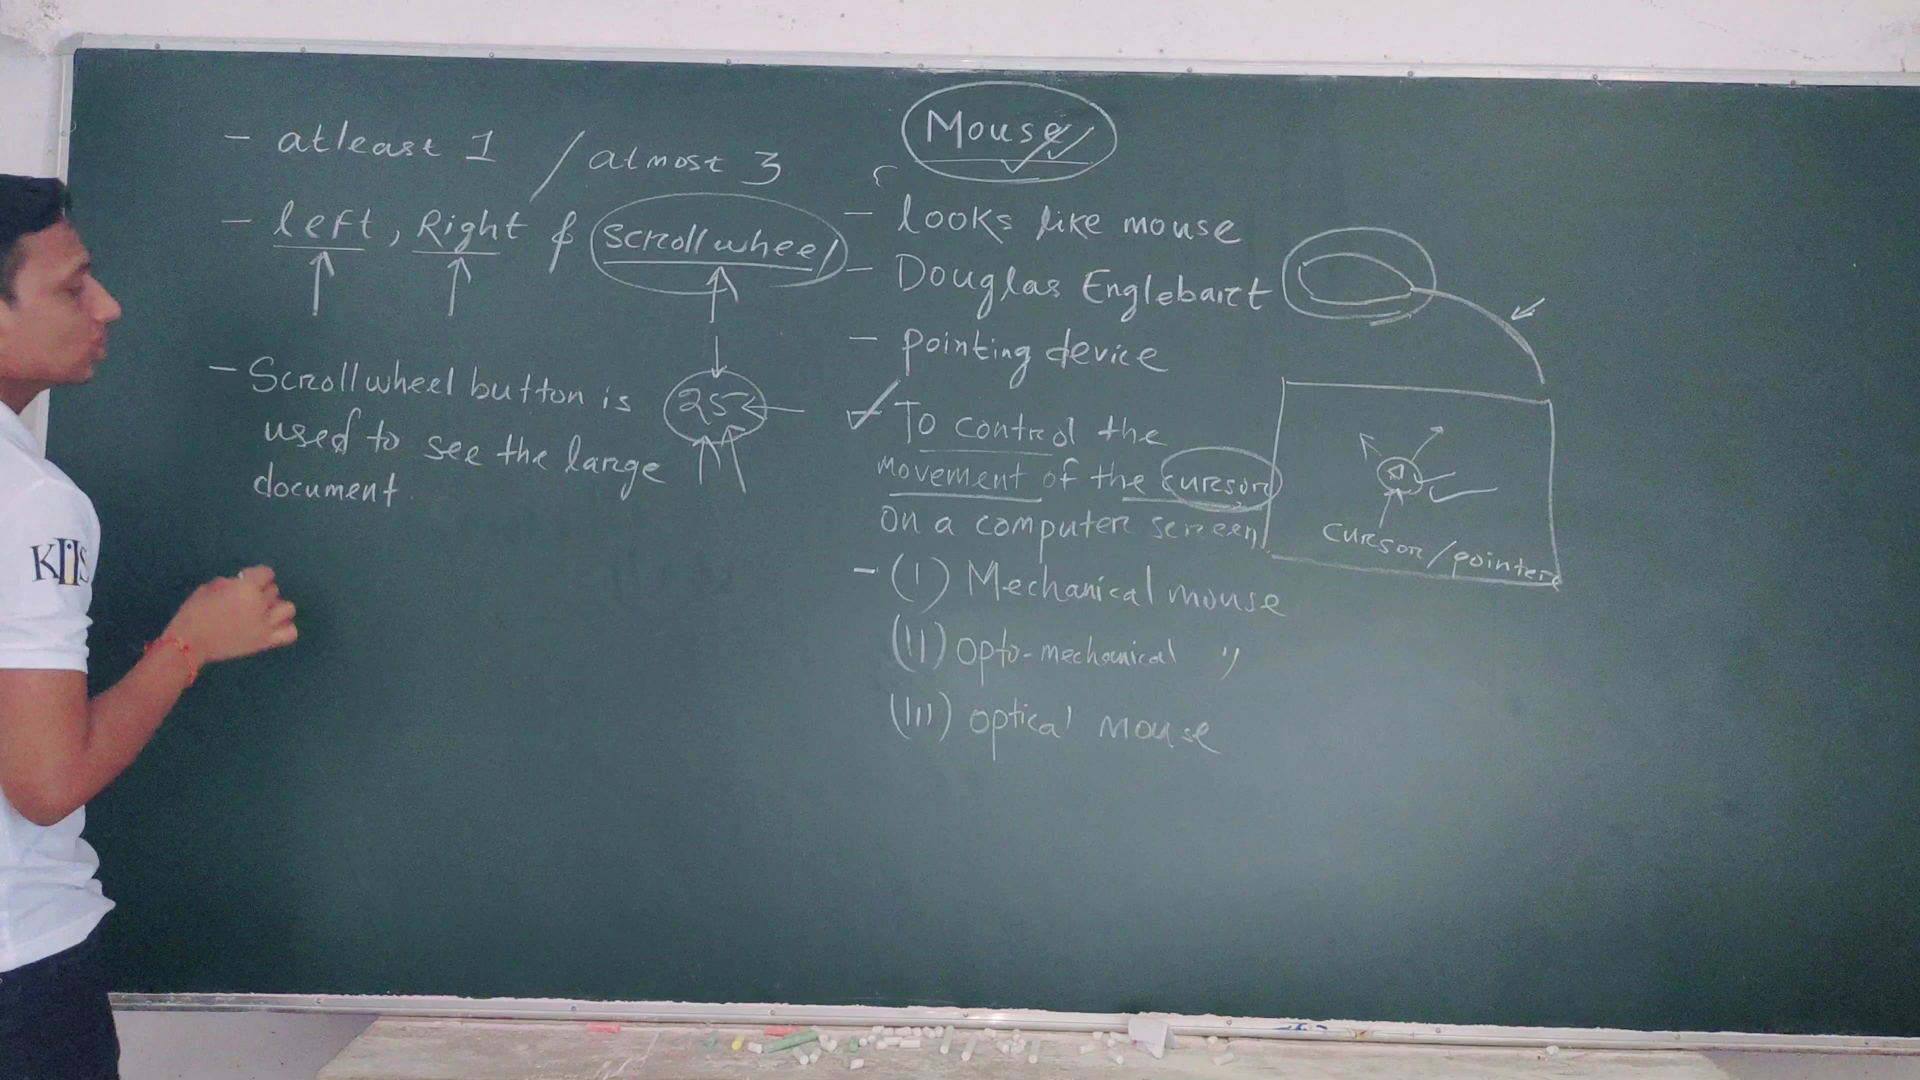 Mouse
- atleast 1 / atmost 3
- left, Right & Scrollwheel
- Scrollwheel button is
used to see the large
document
25
- looks like mouse
- Douglas Englebart
- pointing device
- To control the
movement of the cursor
on a computer screen
- (I) Mechanical mouse
(II) opto-mechanical "
(III) optical mouse
cursor/pointer
KIIS